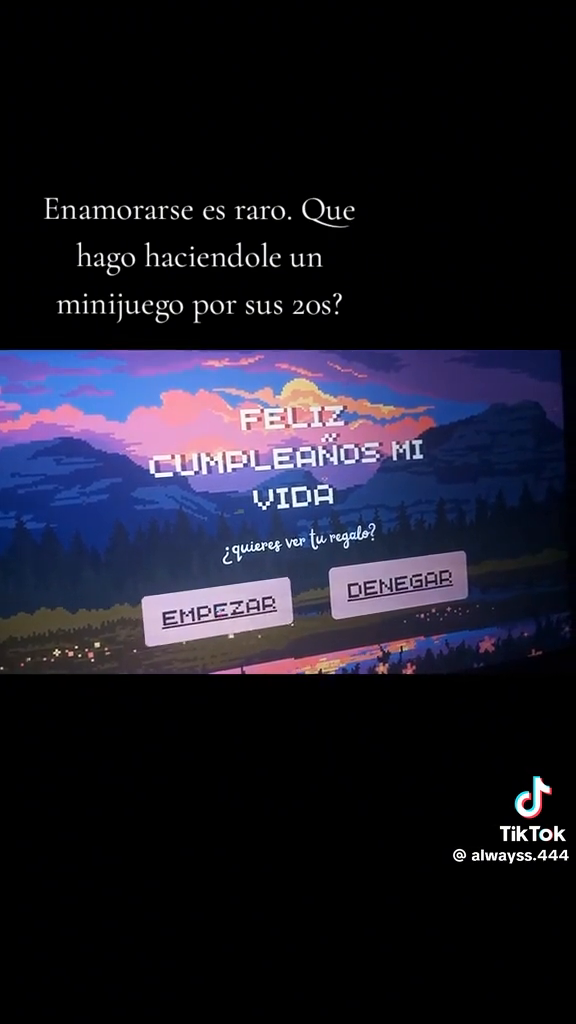 Enamorarse es raro. Que
hago haciendole un
minijuego por sus 20s?
FELIZ
CUMPLEAÑOS MI
VIDA
¿quieres ver tu regalo?
EMPEZAR
DENEGAR
TikTok
@ alwayss.444